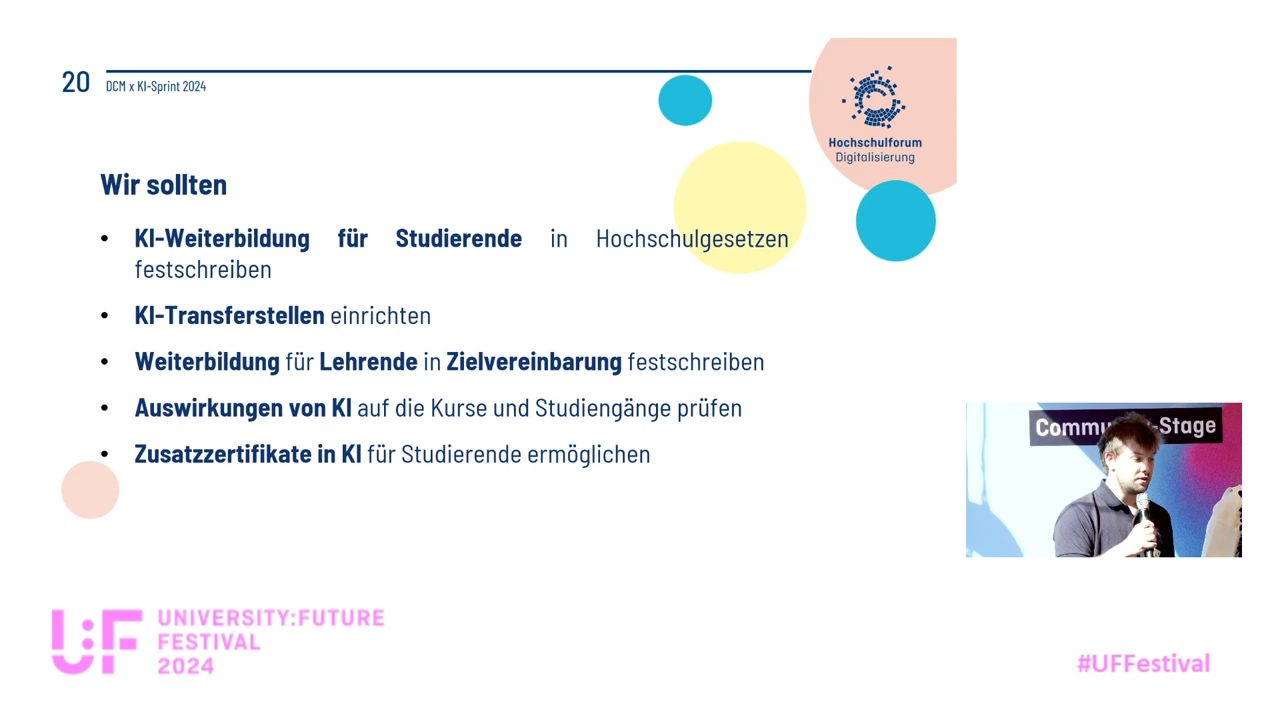 20
DCM x KI-Sprint 2024
Hochschulforum
Digitalisierung
Wir sollten
• KI-Weiterbildung für Studierende in Hochschulgesetzen
festschreiben
• KI-Transferstellen einrichten
• Weiterbildung für Lehrende in Zielvereinbarung festschreiben
• Auswirkungen von KI auf die Kurse und Studiengänge prüfen
• Zusatzzertifikate in KI für Studierende ermöglichen
-Stage
U:F
UNIVERSITY:FUTURE
FESTIVAL
2024
#UFFestival